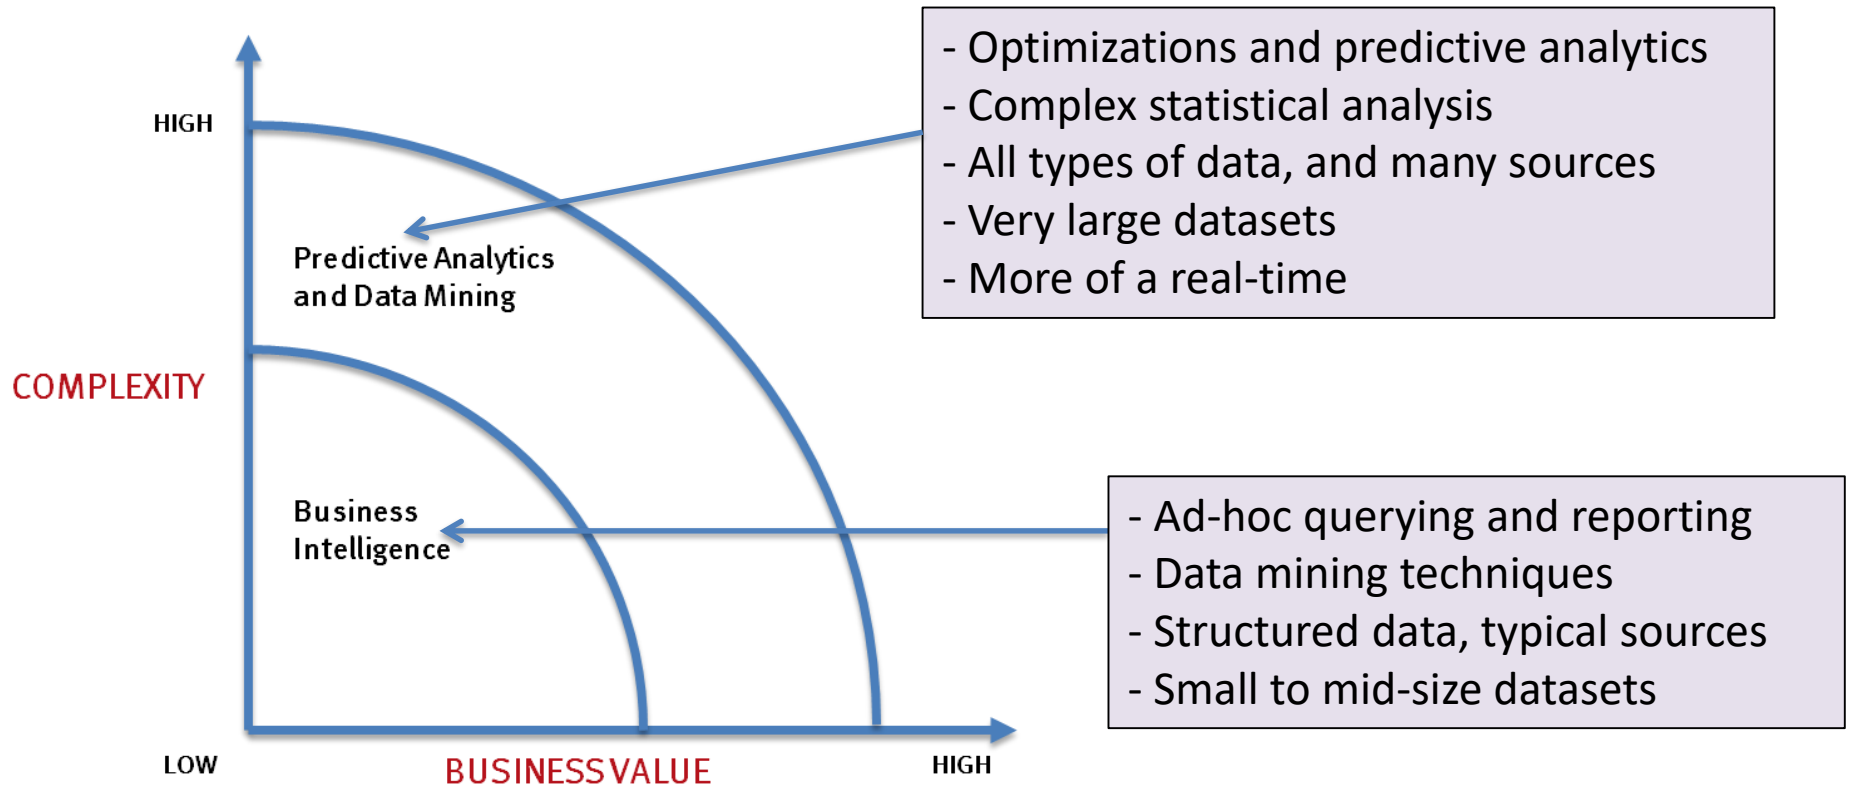 - Optimizations and predictive analytics
- Complex statistical analysis
- All types of data, and many sources
- Very large datasets
- More of a real-time
HIGH
Predictive Analytics
and Data Mining
COMPLEXITY
Business
Intelligence
- Ad-hoc querying and reporting
- Data mining techniques
- Structured data, typical sources
- Small to mid-size datasets
LOW
BUSINESS VALUE
HIGH